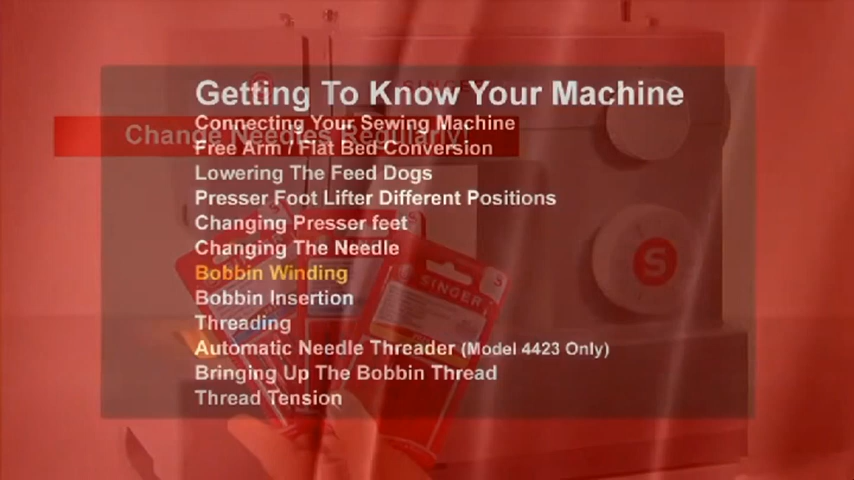 SINGER
Getting To Know Your Machine
Connecting Your Sewing Machine
Change Needles Regularly!
Free Arm / Flat Bed Conversion
Lowering The Feed Dogs
Presser Foot Lifter Different Positions
Changing Presser feet
Changing The Needle
S
Bobbin Winding
S
SINGER
Bobbin Insertion
Threading
Automatic Needle Threader (Model 4423 Only)
Bringing Up The Bobbin Thread
Thread Tension